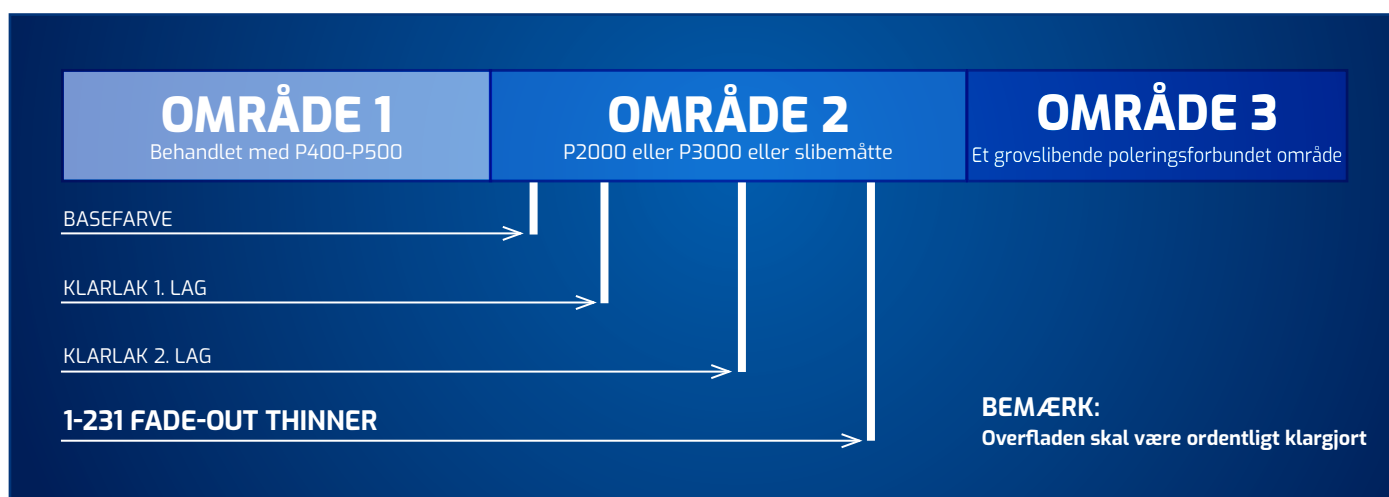 OMRÅDE 1
Behandlet med P400-P500
OMRÅDE 2
P2000 eller P3000 eller slibemåtte
OMRÅDE 3
Et grovslibende poleringsforbundet område
BASEFARVE
KLARLAK 1. LAG
KLARLAK 2. LAG
1-231 FADE-OUT THINNER
BEMÆRK:
Overfladen skal være ordentligt klargjort